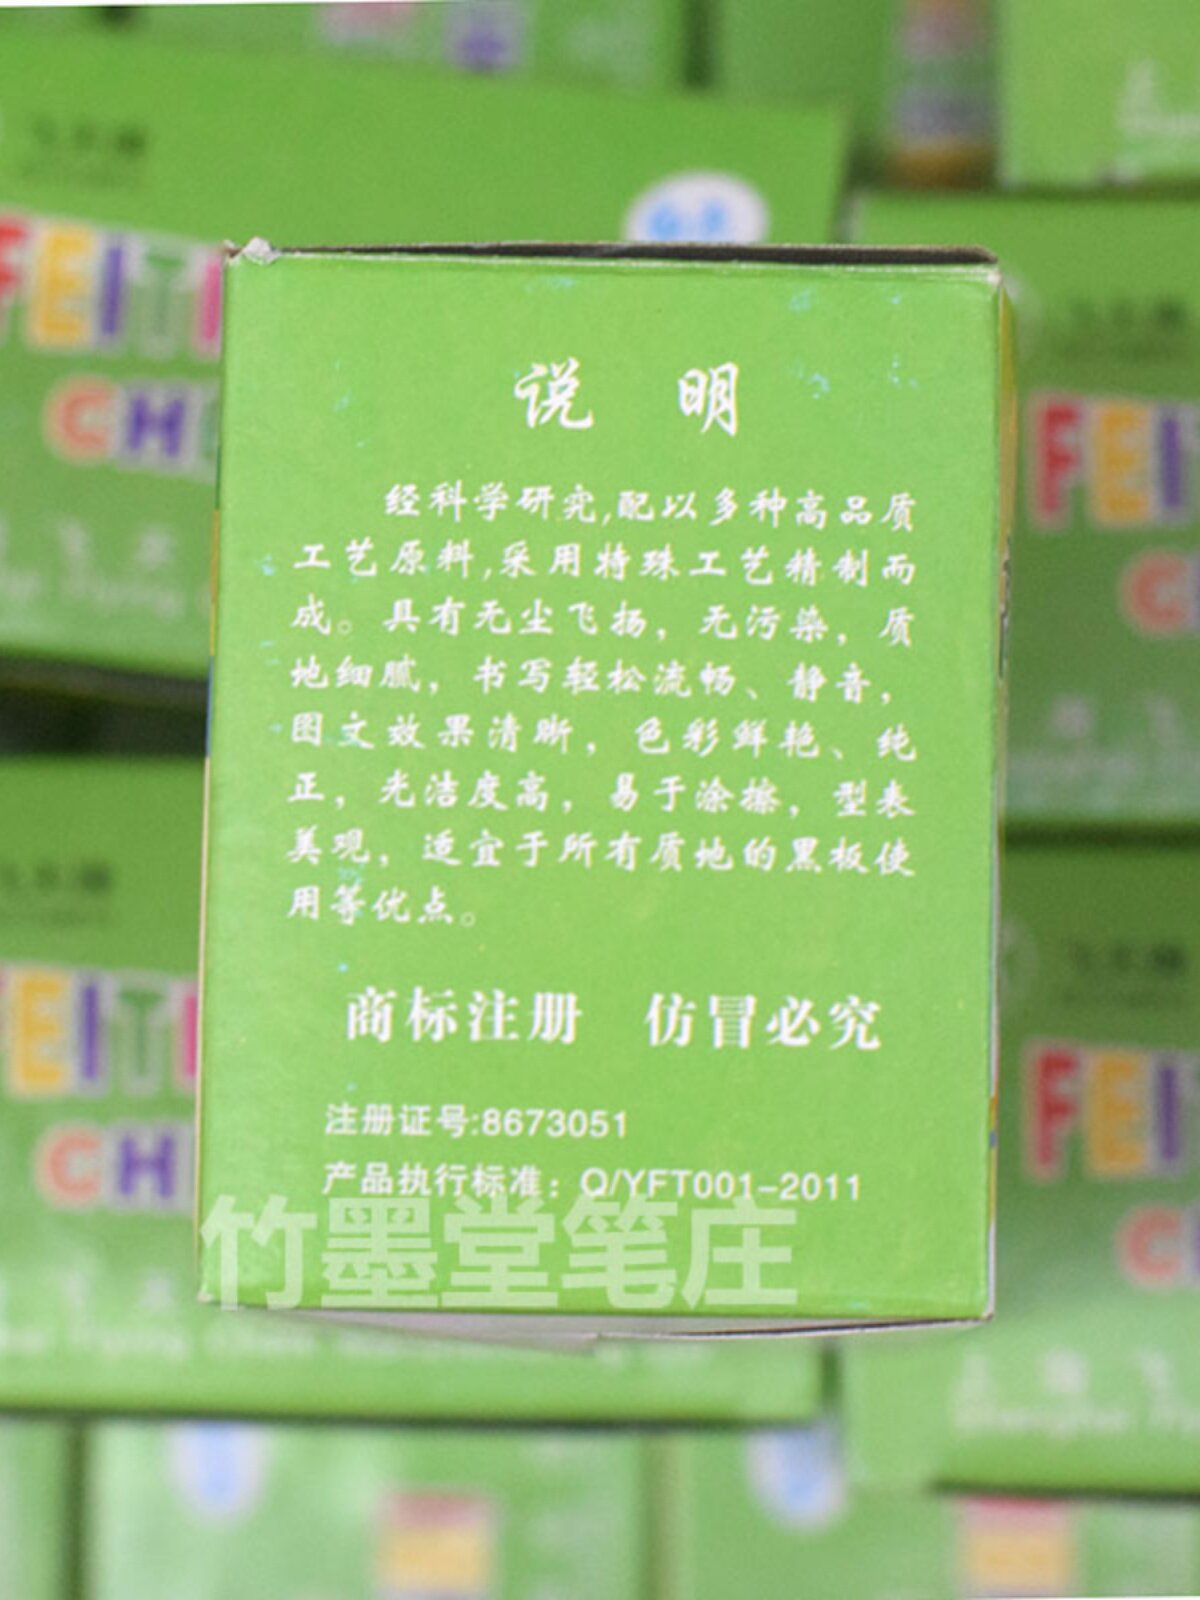 说 明
经科学研究,配以多种高品质
工艺原料,采用特殊工艺精制而
成。具有无尘飞扬，无污染，质
地细腻，书写轻松流畅、静音，
图文效果清晰，色彩鲜艳、纯
正，光洁度高，易于涂擦，型表
美观，适宜于所有质地的黑板使
用等优点。
商标注册 仿冒必究
注册证号:8673051
产品执行标准：Q/YFT001-2011
竹墨堂笔庄
FEIT
CH
FEI
C
FEIT
CH
FEI
C